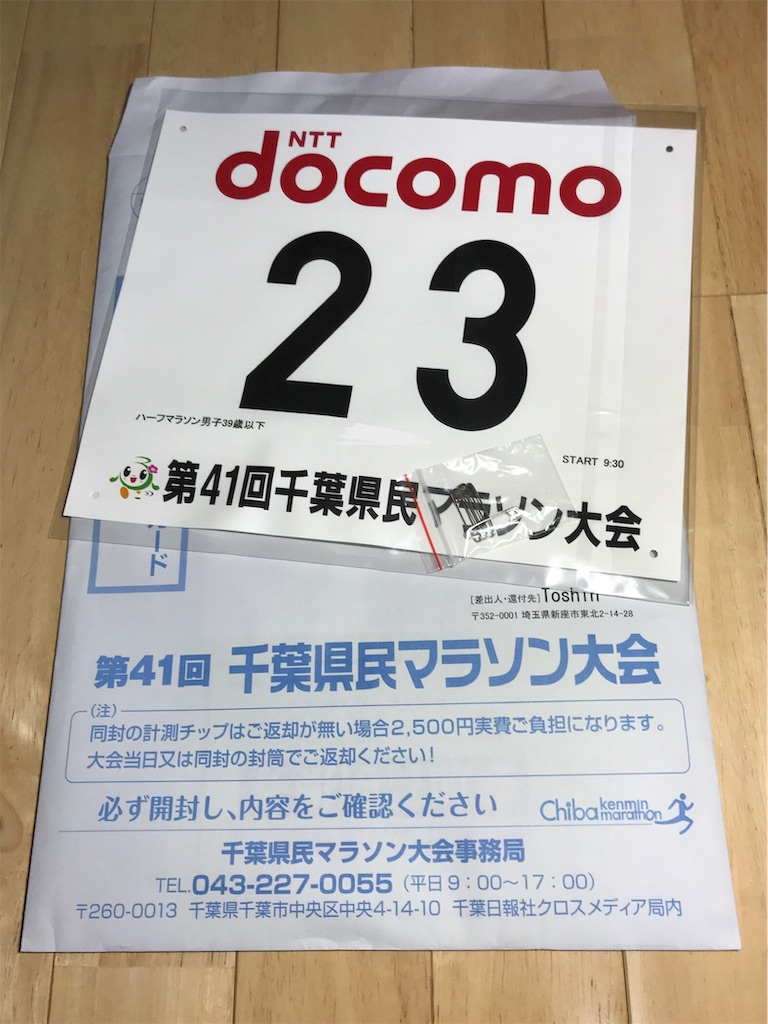 NTT
docomo
23
ハーフマラソン男子39歳以下
START 9:30
第41回千葉県民マラソン大会
ード
[差出人・還付先]Toshin
〒352-0001 埼玉県新座市東北2-14-28
第41回 千葉県民マラソン大会
(注)
同封の計測チップはご返却が無い場合2,500円実費ご負担になります。
大会当日又は同封の封筒でご返却ください!
必ず開封し、内容をご確認ください
Chiba kenmin marathon
千葉県民マラソン大会事務局
TEL.043-227-0055 (平日9:00〜17:00)
〒260-0013 千葉県千葉市中央区中央4-14-10 千葉日報社クロスメディア局内